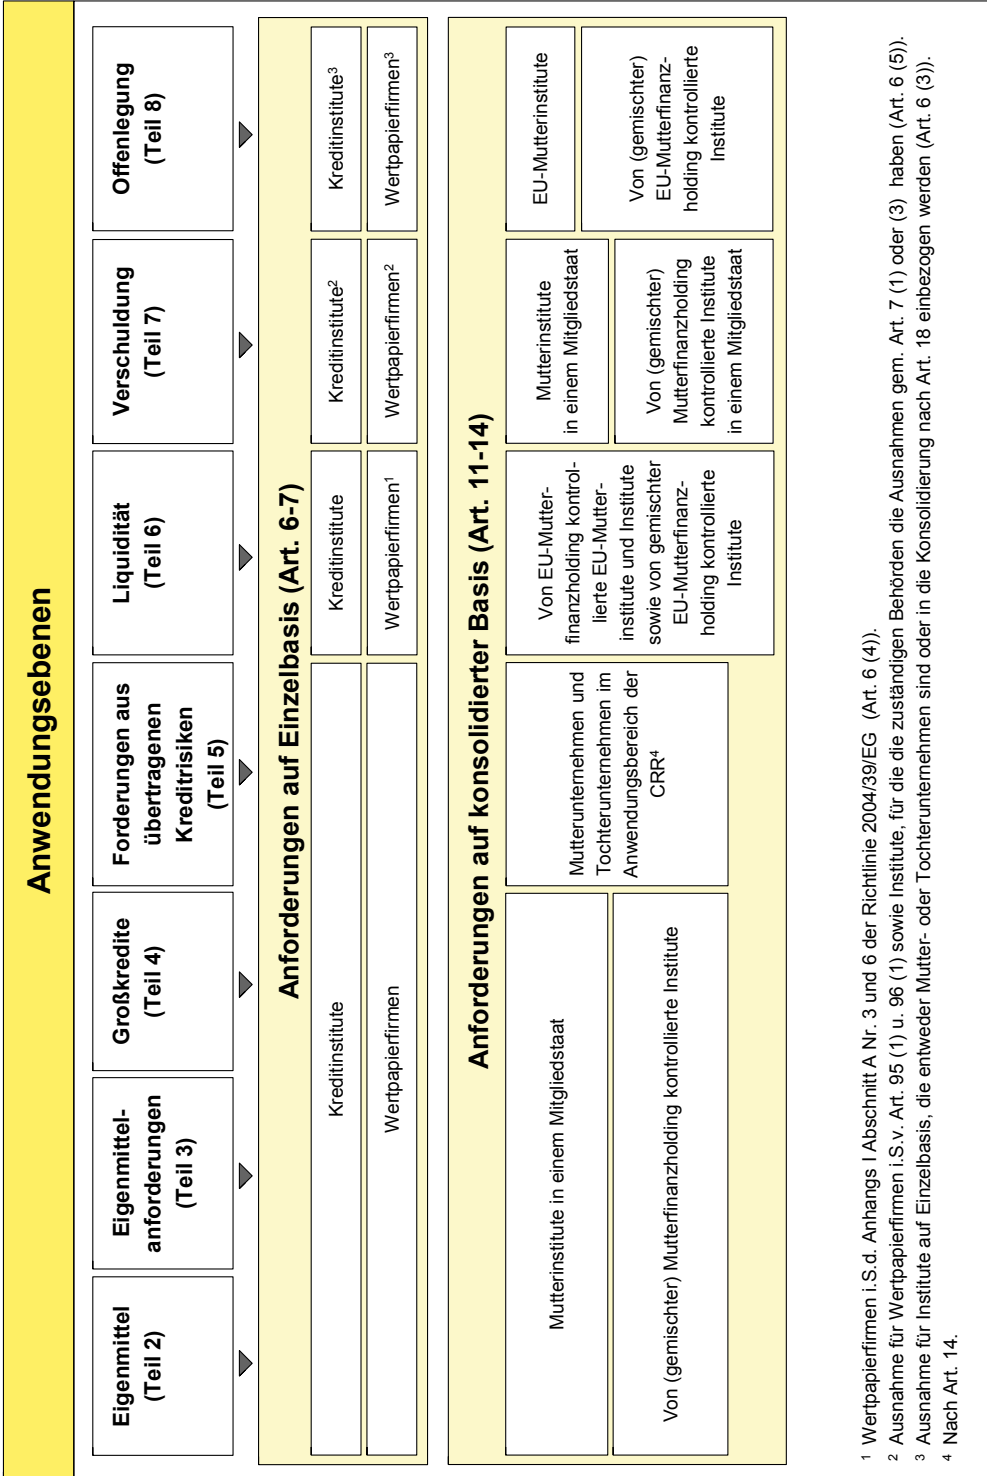 Anwendungsebenen
Eigenmittel
(Teil 2)
Eigenmittel-
anforderungen
(Teil 3)
Großkredite
(Teil 4)
Forderungen aus
übertragenen
Kreditrisiken
(Teil 5)
Liquidität
(Teil 6)
Verschuldung
(Teil 7)
Offenlegung
(Teil 8)
Anforderungen auf Einzelbasis (Art. 6-7)
Kreditinstitute
Kreditinstitute
Kreditinstitute²
Kreditinstitute³
Wertpapierfirmen
Wertpapierfirmen¹
Wertpapierfirmen²
Wertpapierfirmen³
Anforderungen auf konsolidierter Basis (Art. 11-14)
Mutterinstitute in einem Mitgliedstaat
Von (gemischter) Mutterfinanzholding kontrollierte Institute
Mutterunternehmen und
Tochterunternehmen im
Anwendungsbereich der
CRR⁴
Von EU-Mutter-
finanzholding kontrol-
lierte EU-Mutter-
institute und Institute
sowie von gemischter
EU-Mutterfinanz-
holding kontrollierte
Institute
Mutterinstitute
in einem Mitgliedstaat
Von (gemischter)
Mutterfinanzholding
kontrollierte Institute
in einem Mitgliedstaat
EU-Mutterinstitute
Von (gemischter)
EU-Mutterfinanz-
holding kontrollierte
Institute
¹ Wertpapierfirmen i.S.d. Anhangs I Abschnitt A Nr. 3 und 6 der Richtlinie 2004/39/EG (Art. 6 (4)).
² Ausnahme für Wertpapierfirmen i.S.v. Art. 95 (1) u. 96 (1) sowie Institute, für die die zuständigen Behörden die Ausnahmen gem. Art. 7 (1) oder (3) haben (Art. 6 (5)).
³ Ausnahme für Institute auf Einzelbasis, die entweder Mutter- oder Tochterunternehmen sind oder in die Konsolidierung nach Art. 18 einbezogen werden (Art. 6 (3)).
⁴ Nach Art. 14.